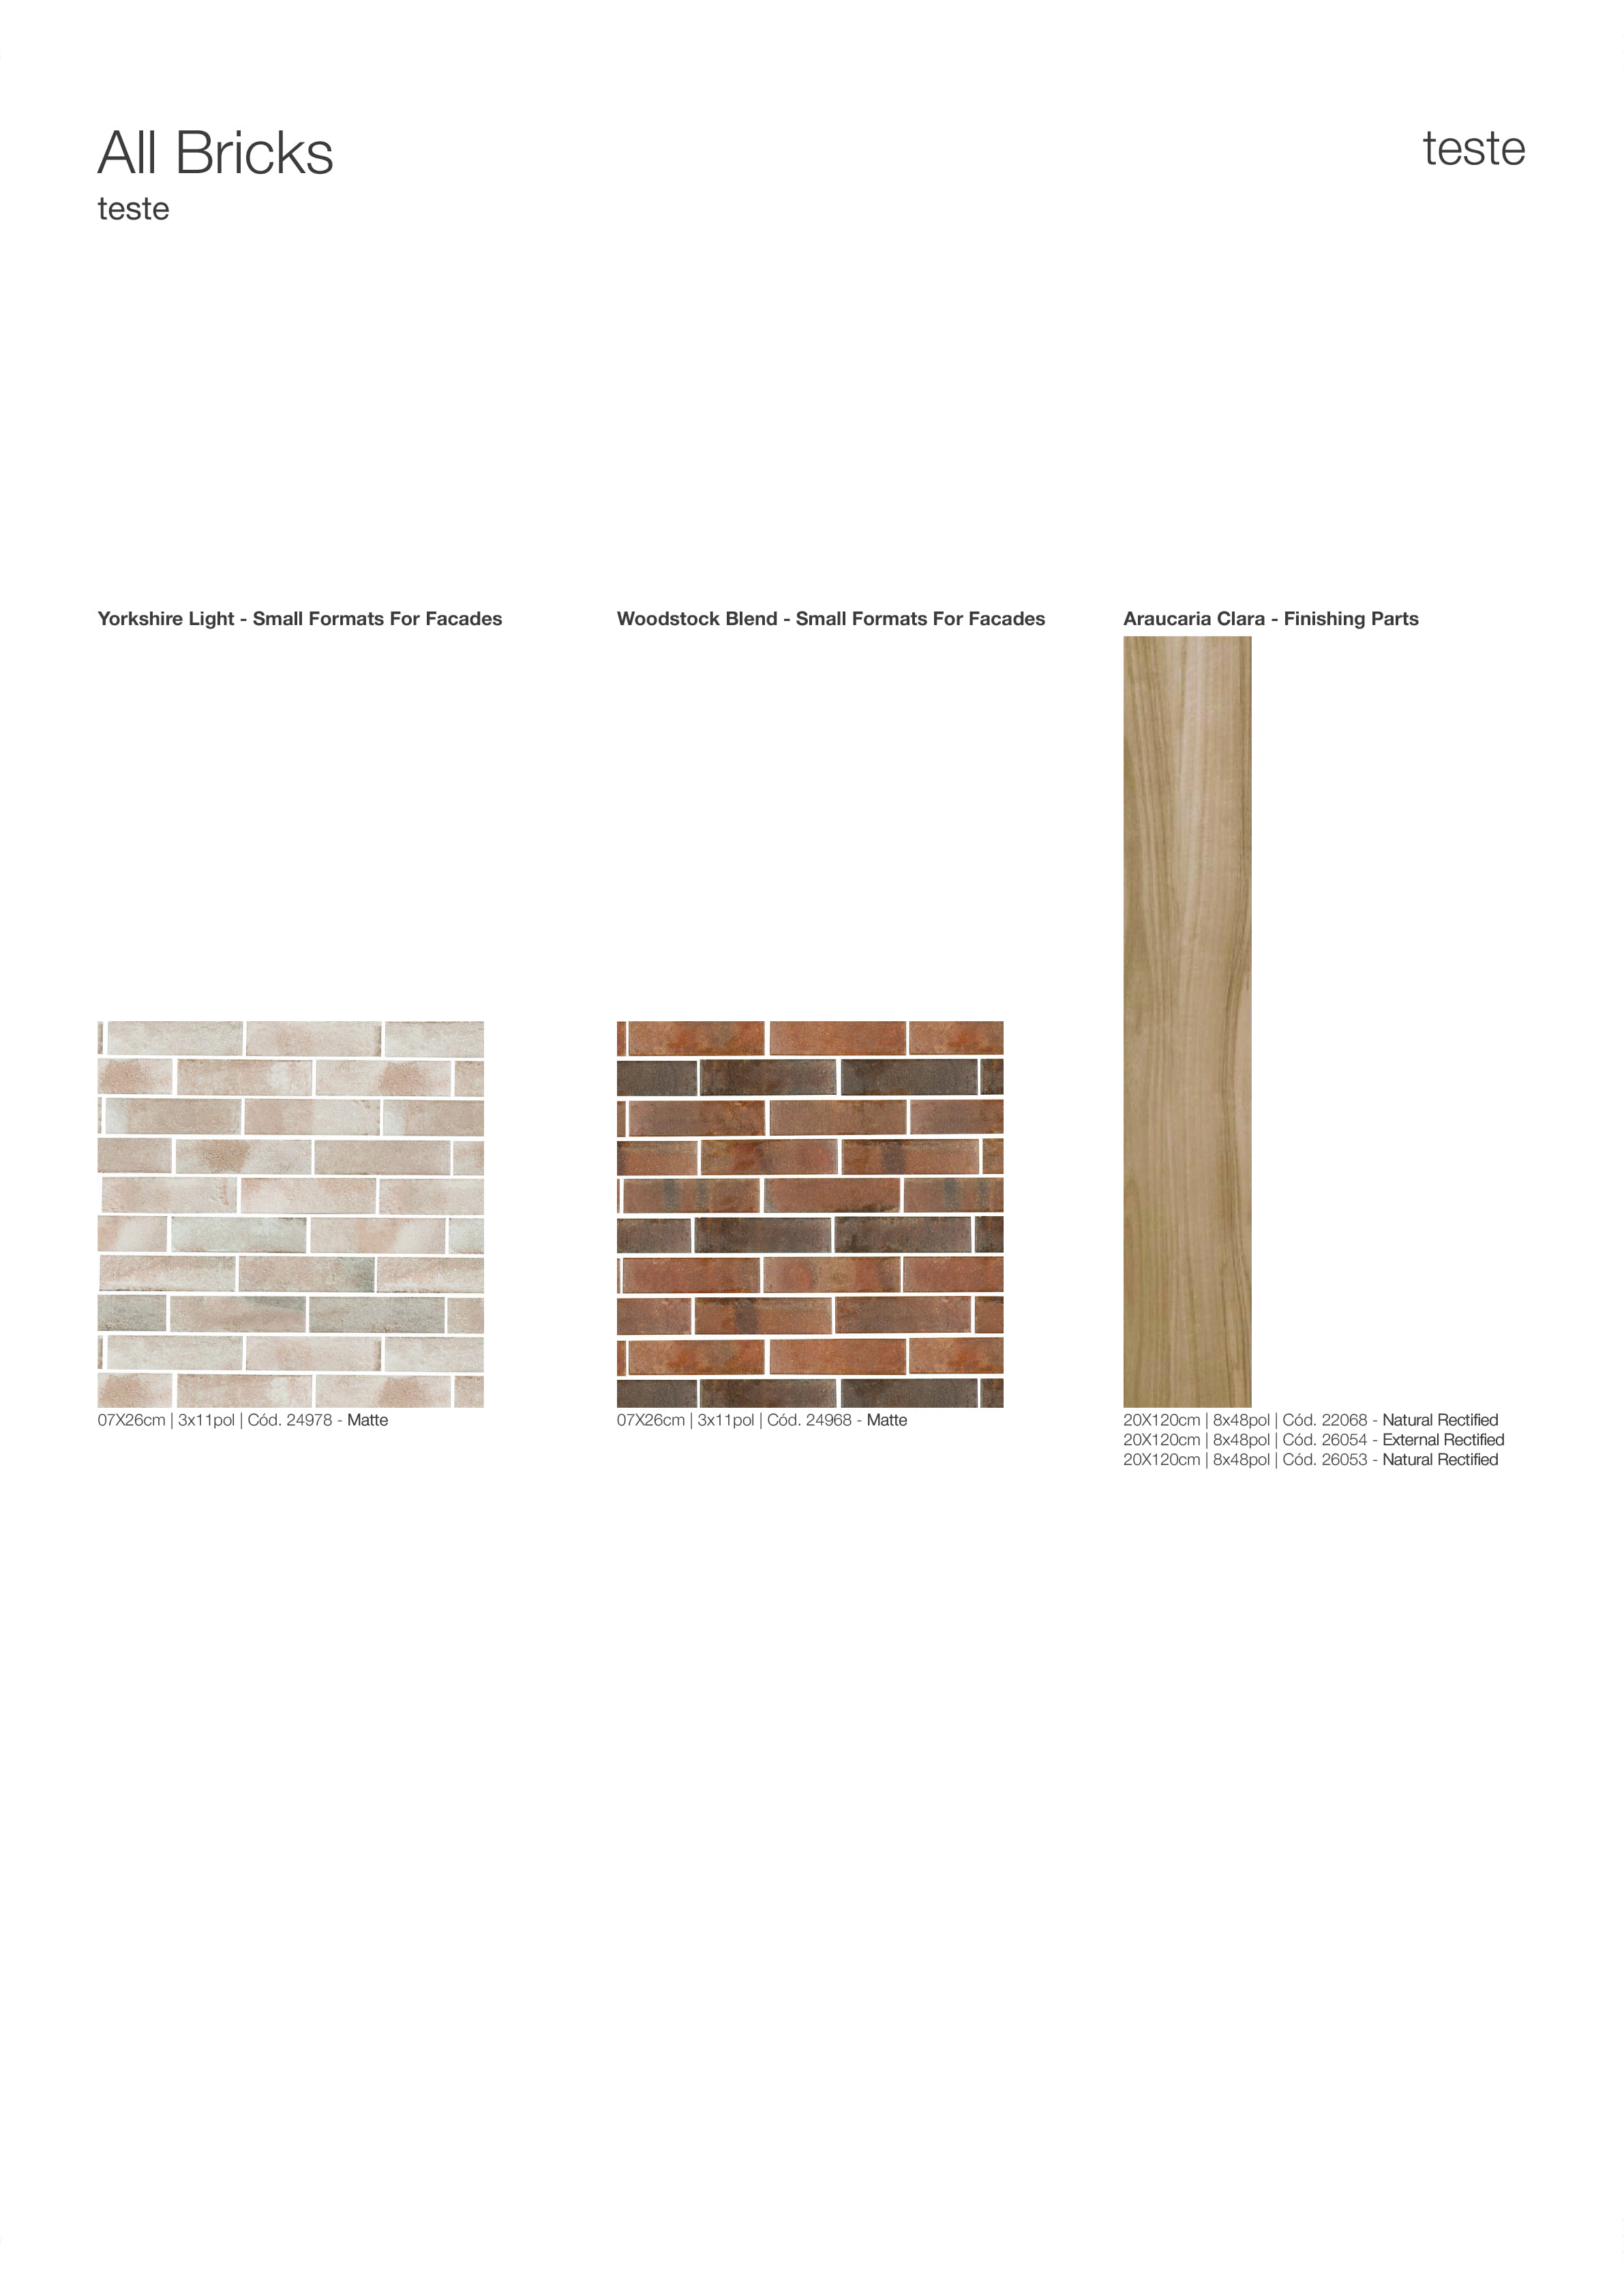 All Bricks
teste
teste
Yorkshire Light - Small Formats For Facades
07X26cm | 3x11pol | Cód. 24978 - Matte
Woodstock Blend - Small Formats For Facades
07X26cm | 3x11pol | Cód. 24968 - Matte
Araucaria Clara - Finishing Parts
20X120cm | 8x48pol | Cód. 22068 - Natural Rectified
20X120cm | 8x48pol | Cód. 26054 - External Rectified
20X120cm | 8x48pol | Cód. 26053 - Natural Rectified